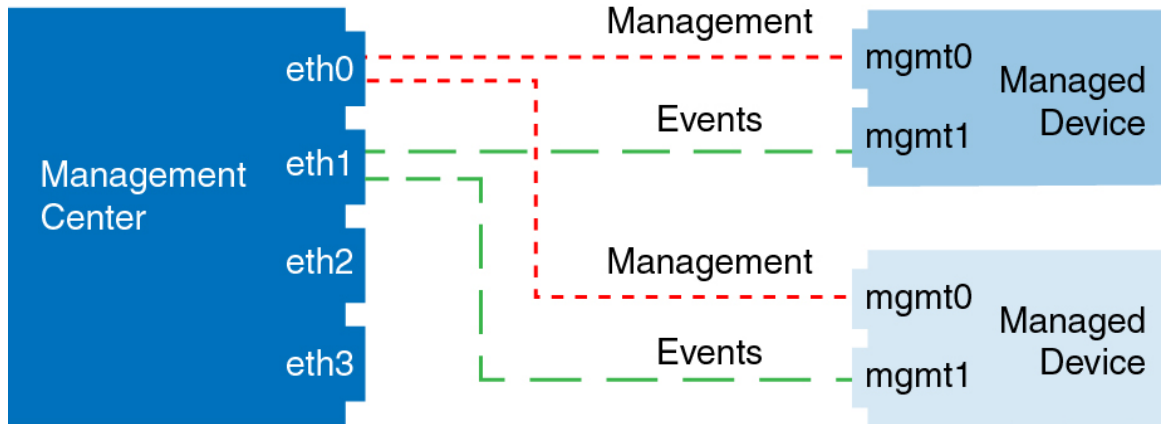 Management
Center
eth0
eth1
eth2
eth3
Management
Events
Management
Events
mgmt0
mgmt1
Managed
Device
mgmt0
mgmt1
Managed
Device